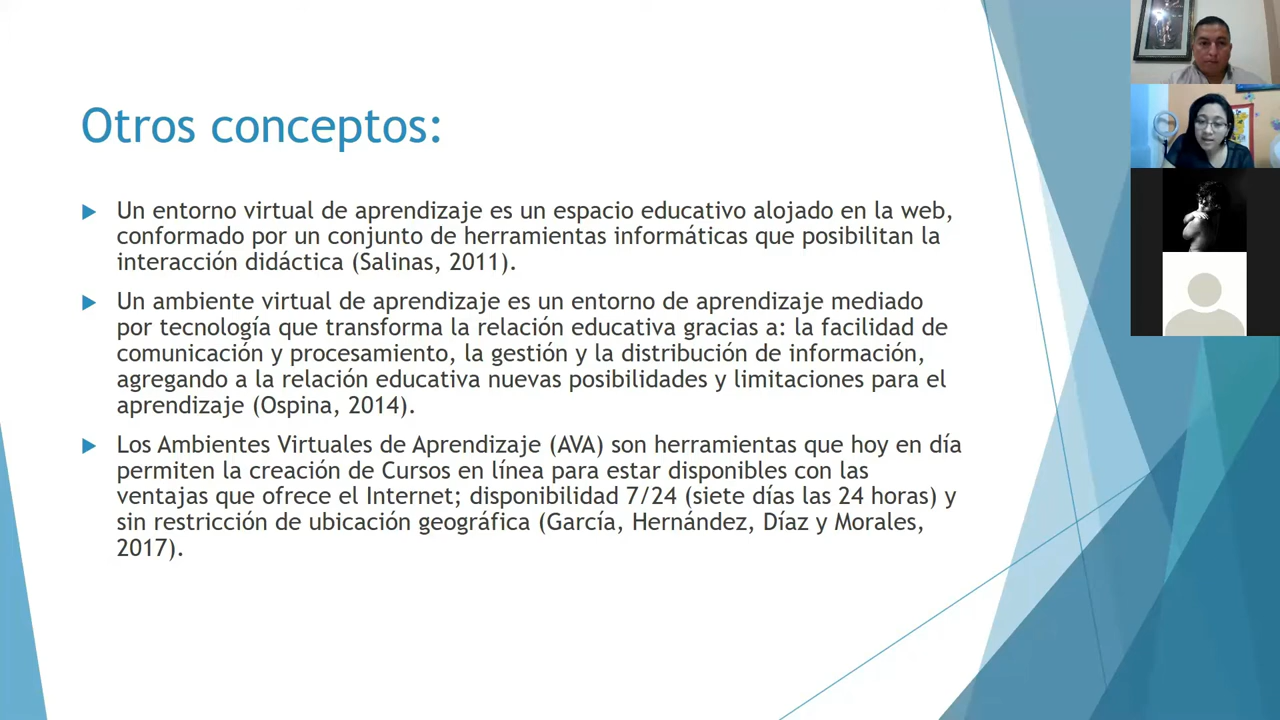 Otros conceptos:
Un entorno virtual de aprendizaje es un espacio educativo alojado en la web,
conformado por un conjunto de herramientas informáticas que posibilitan la
interacción didáctica (Salinas, 2011).
Un ambiente virtual de aprendizaje es un entorno de aprendizaje mediado
por tecnología que transforma la relación educativa gracias a: la facilidad de
comunicación y procesamiento, la gestión y la distribución de información,
agregando a la relación educativa nuevas posibilidades y limitaciones para el
aprendizaje (Ospina, 2014).
Los Ambientes Virtuales de Aprendizaje (AVA) son herramientas que hoy en día
permiten la creación de Cursos en línea para estar disponibles con las
ventajas que ofrece el Internet; disponibilidad 7/24 (siete días las 24 horas) y
sin restricción de ubicación geográfica (García, Hernández, Díaz y Morales,
2017).